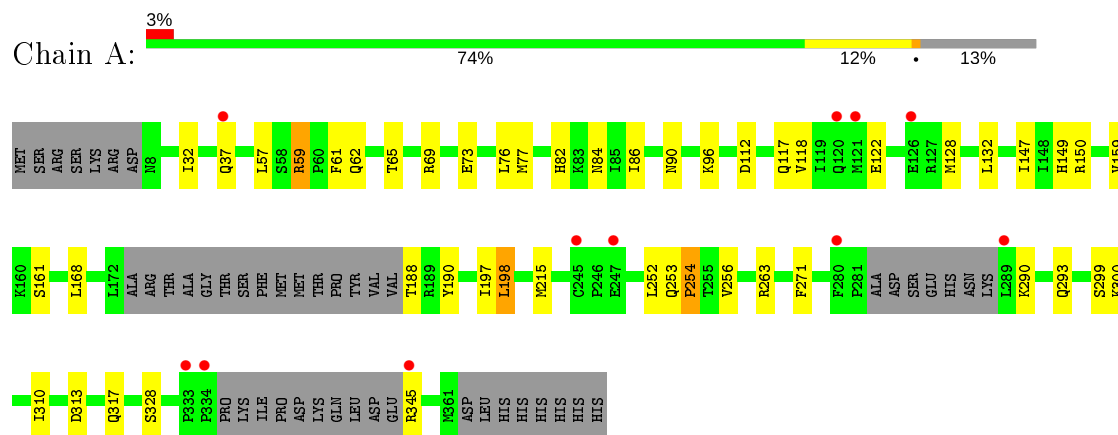 3%
Chain A:
74% 12% • 13%
MET SER ARG SER LYS ARG ASP N8 I32 Q37 L57 S58 R59 P60 F61 Q62 T65 R69 E73 L76 M77 H82 K83 N84 I85 I86 N90 K96 D112 Q117 V118 I119 Q120 M121 E122 E126 R127 M128 L132 I147 I148 H149 R150 V159
K160 S161 L168 L172 ALA ARG THR ALA GLY THR SER PHE MET MET THR PRO TYR VAL VAL T188 R189 Y190 I197 L198 M215 C245 P246 E247 L252 Q253 P254 T255 V256 R263 F271 F280 P281 ALA ASP SER GLU HIS ASN LYS L289 K290 Q293 S299 K300
I310 D313 Q317 S328 P333 P334 PRO LYS ILE PRO ASP LYS GLN LEU ASP GLU R345 M361 ASP LEU HIS HIS HIS HIS HIS HIS